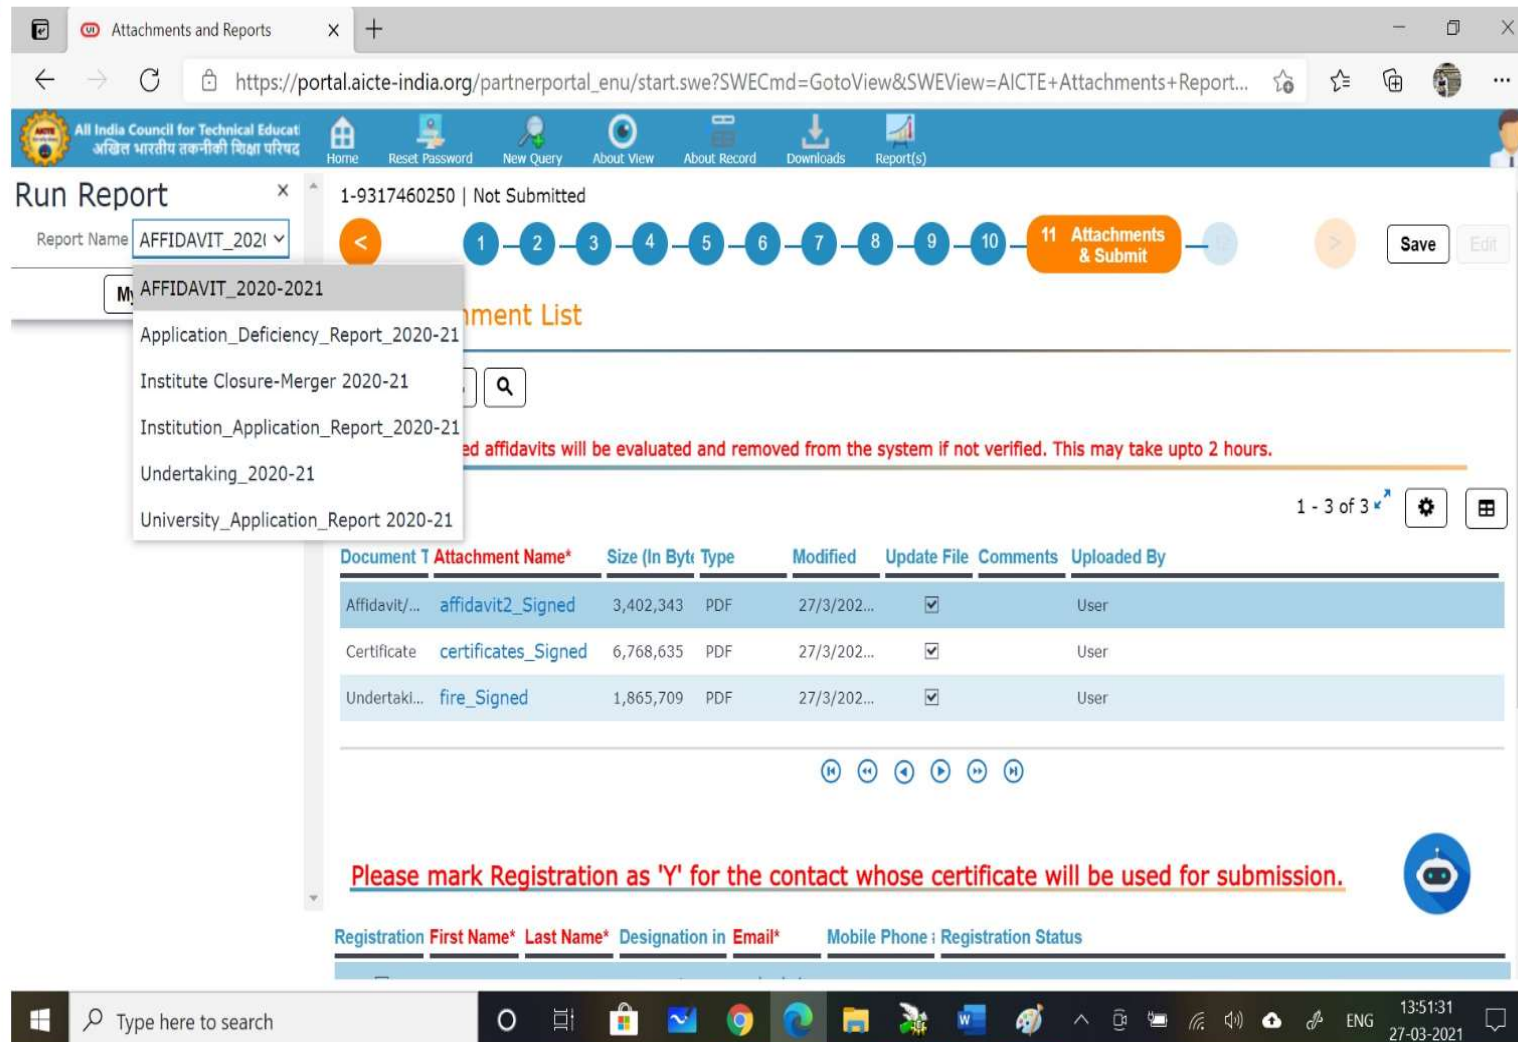 Attachments and Reports
https://portal.aicte-india.org/partnerportal_enu/start.swe?SWECmd=GotoView&SWEView=AICTE+Attachments+Report...
All India Council for Technical Educati
अखिल भारतीय तकनीकी शिक्षा परिषद
Home Reset Password New Query About View About Record Downloads Report(s)
Run Report x
1-9317460250 | Not Submitted
Report Name AFFIDAVIT_202
< 1 2 3 4 5 6 7 8 9 10 11 Attachments & Submit 12 > Save Edit
My
AFFIDAVIT_2020-2021
Application_Deficiency_Report_2020-21
Institute Closure-Merger 2020-21
Institution_Application_Report_2020-21
Undertaking_2020-21
University_Application_Report 2020-21
ment List
ed affidavits will be evaluated and removed from the system if not verified. This may take upto 2 hours.
1 - 3 of 3
Document T Attachment Name* Size (In Byte Type Modified Update File Comments Uploaded By
Affidavit/... affidavit2_Signed 3,402,343 PDF 27/3/202... User
Certificate certificates_Signed 6,768,635 PDF 27/3/202... User
Undertaki... fire_Signed 1,865,709 PDF 27/3/202... User
Please mark Registration as 'Y' for the contact whose certificate will be used for submission.
Registration First Name* Last Name* Designation in Email* Mobile Phone Registration Status
Type here to search
ENG
13:51:31
27-03-2021